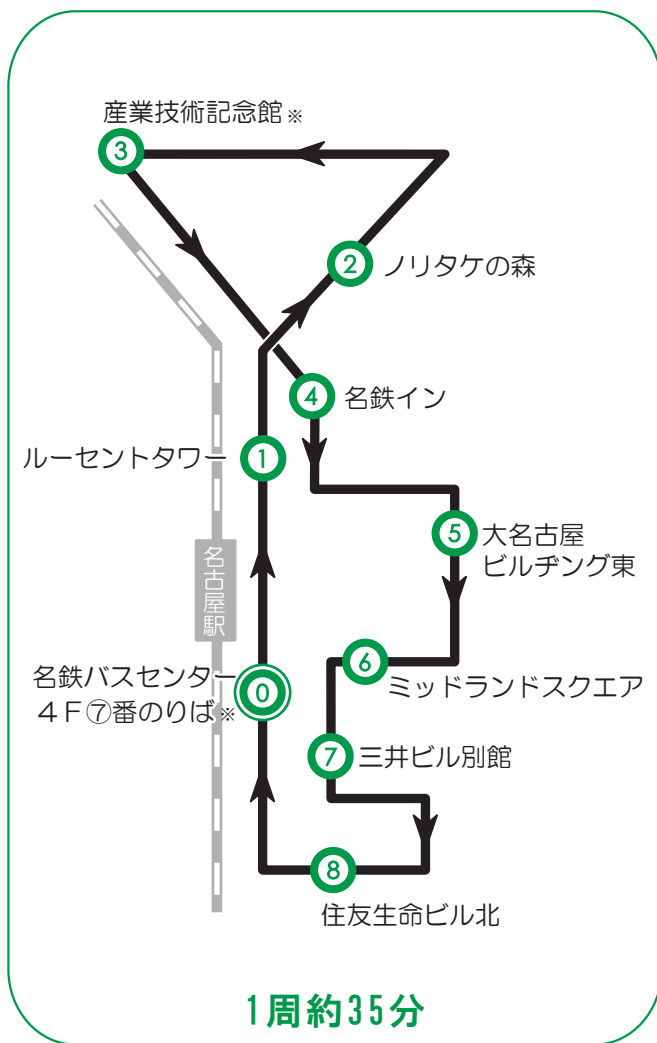 産業技術記念館※
3
2
ノリタケの森
4
名鉄イン
ルーセントタワー
1
5
大名古屋
ビルヂング東
名古屋駅
6
ミッドランドスクエア
名鉄バスセンター
4F⑦番のりば※
0
7
三井ビル別館
8
住友生命ビル北
1周約35分